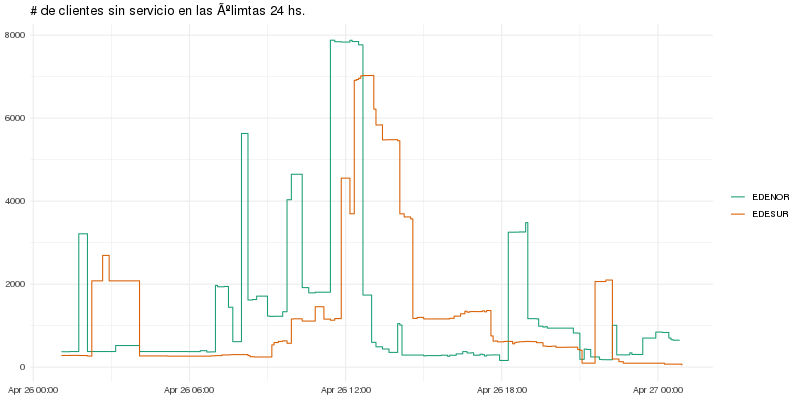 # de clientes sin servicio en las Ãºlimtas 24 hs.
8000
6000
4000
2000
0
Apr 26 00:00
Apr 26 06:00
Apr 26 12:00
Apr 26 18:00
Apr 27 00:00
EDENOR
EDESUR